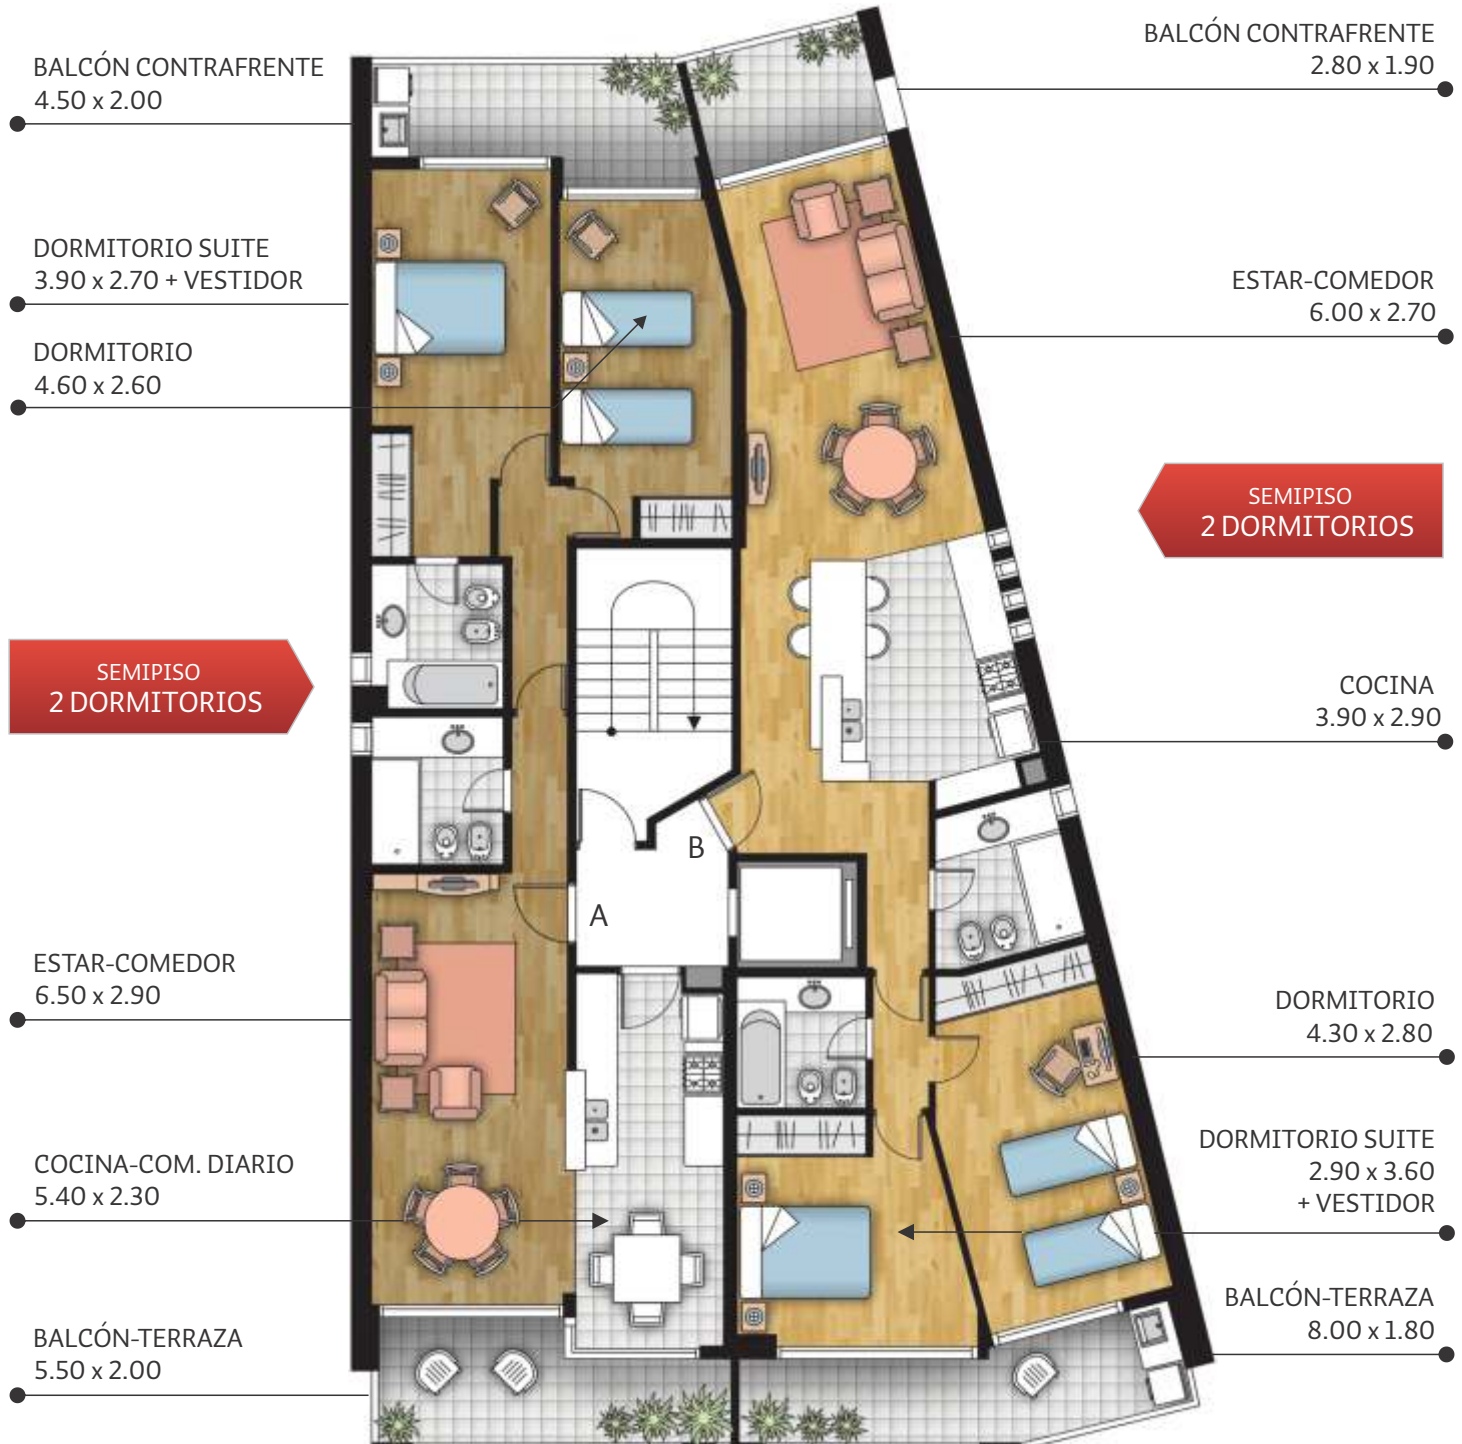 BALCÓN CONTRAFRENTE
4.50 x 2.00
DORMITORIO SUITE
3.90 x 2.70 + VESTIDOR
DORMITORIO
4.60 x 2.60
SEMIPISO
2 DORMITORIOS
ESTAR-COMEDOR
6.50 x 2.90
COCINA-COM. DIARIO
5.40 x 2.30
BALCÓN-TERRAZA
5.50 x 2.00
A
B
BALCÓN CONTRAFRENTE
2.80 x 1.90
ESTAR-COMEDOR
6.00 x 2.70
SEMIPISO
2 DORMITORIOS
COCINA
3.90 x 2.90
DORMITORIO
4.30 x 2.80
DORMITORIO SUITE
2.90 x 3.60
+ VESTIDOR
BALCÓN-TERRAZA
8.00 x 1.80